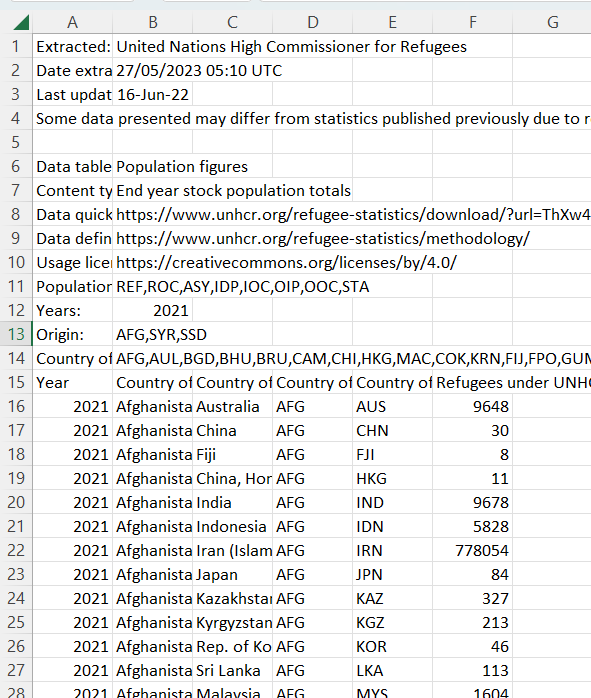 A B C D E F G
1 Extracted: United Nations High Commissioner for Refugees
2 Date extra 27/05/2023 05:10 UTC
3 Last updat 16-Jun-22
4 Some data presented may differ from statistics published previously due to r
5
6 Data table Population figures
7 Content ty End year stock population totals
8 Data quick https://www.unhcr.org/refugee-statistics/download/?url=ThXw4
9 Data defin https://www.unhcr.org/refugee-statistics/methodology/
10 Usage licen https://creativecommons.org/licenses/by/4.0/
11 Population REF,ROC,ASY,IDP,IOC,OIP,OOC,STA
12 Years: 2021
13 Origin: AFG,SYR,SSD
14 Country of AFG,AUL,BGD,BHU,BRU,CAM,CHI,HKG,MAC,COK,KRN,FIJ,FPO,GUM
15 Year Country of Country of Country of Country of Refugees under UNHC
16 2021 Afghanista Australia AFG AUS 9648
17 2021 Afghanista China AFG CHN 30
18 2021 Afghanista Fiji AFG FJI 8
19 2021 Afghanista China, Hon AFG HKG 11
20 2021 Afghanista India AFG IND 9678
21 2021 Afghanista Indonesia AFG IDN 5828
22 2021 Afghanista Iran (Islam AFG IRN 778054
23 2021 Afghanista Japan AFG JPN 84
24 2021 Afghanista Kazakhstan AFG KAZ 327
25 2021 Afghanista Kyrgyzstan AFG KGZ 213
26 2021 Afghanista Rep. of Ko AFG KOR 46
27 2021 Afghanista Sri Lanka AFG LKA 113
28 2021 Afghanista Malaysia AFG MYS 1604